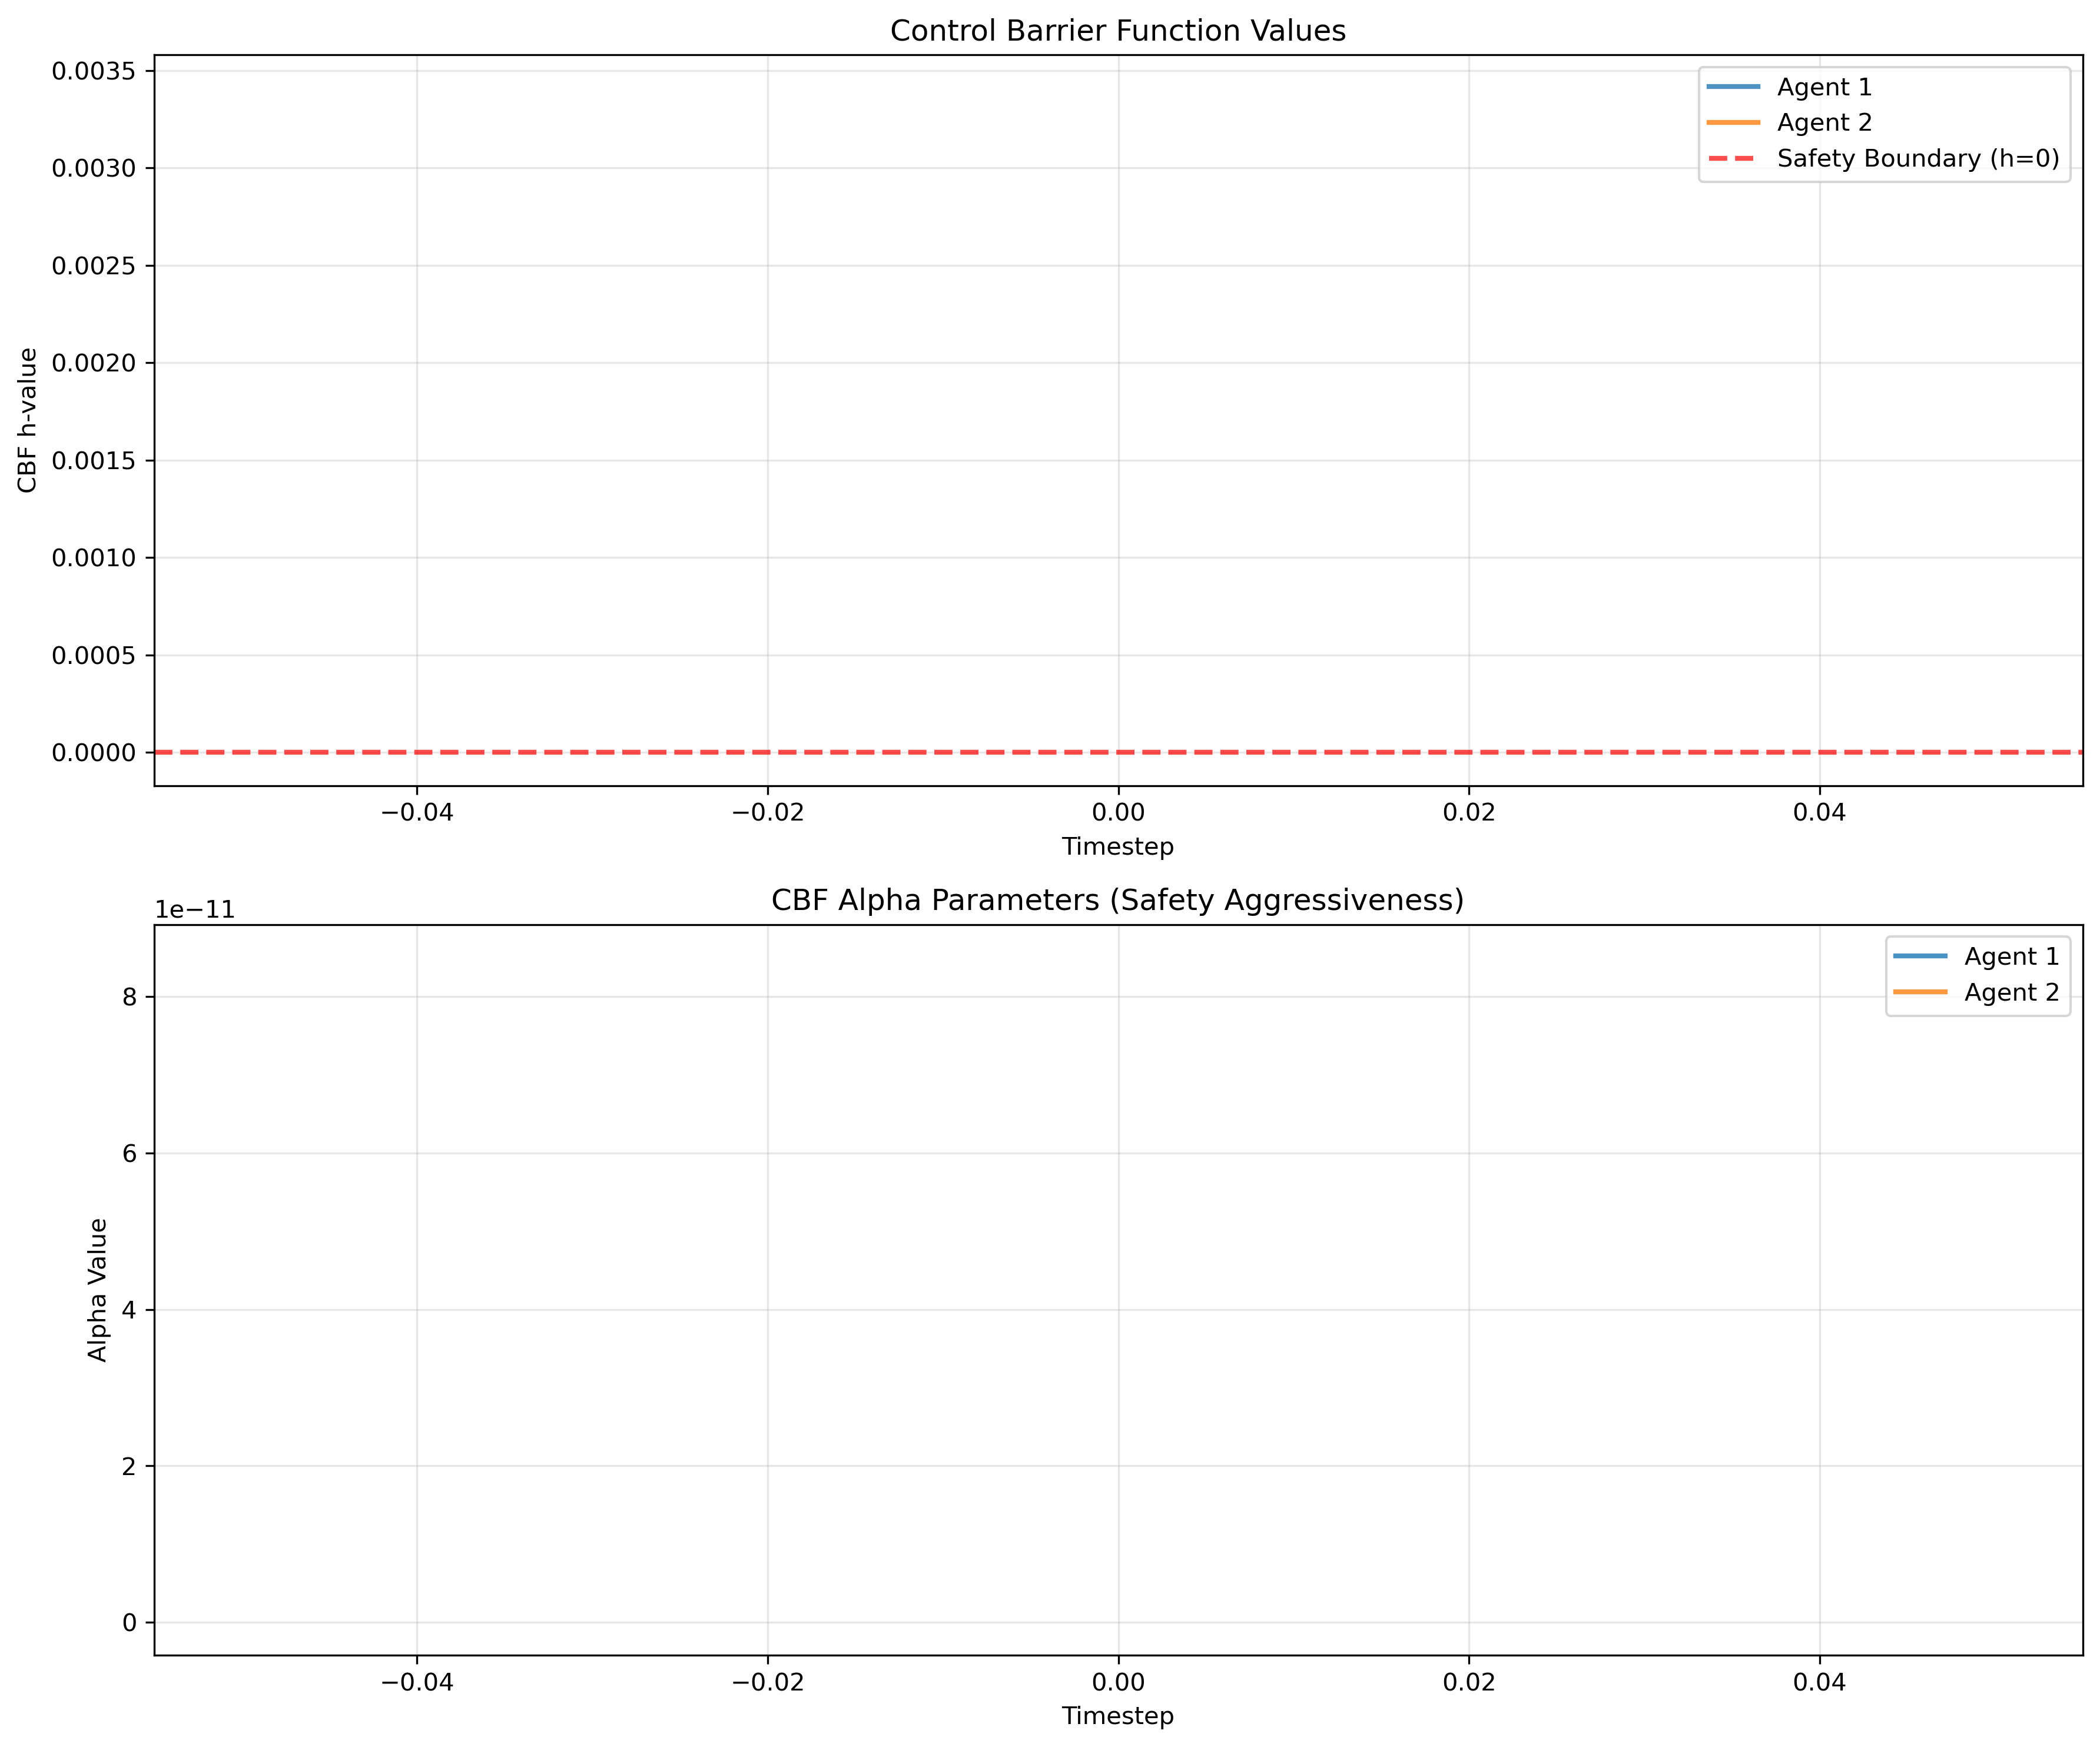 Control Barrier Function Values
0.0035
0.0030
0.0025
0.0020
0.0015
0.0010
0.0005
0.0000
CBF h-value
Agent 1
Agent 2
Safety Boundary (h=0)
−0.04 −0.02 0.00 0.02 0.04
Timestep
CBF Alpha Parameters (Safety Aggressiveness)
1e−11
8
6
4
2
0
Alpha Value
Agent 1
Agent 2
−0.04 −0.02 0.00 0.02 0.04
Timestep